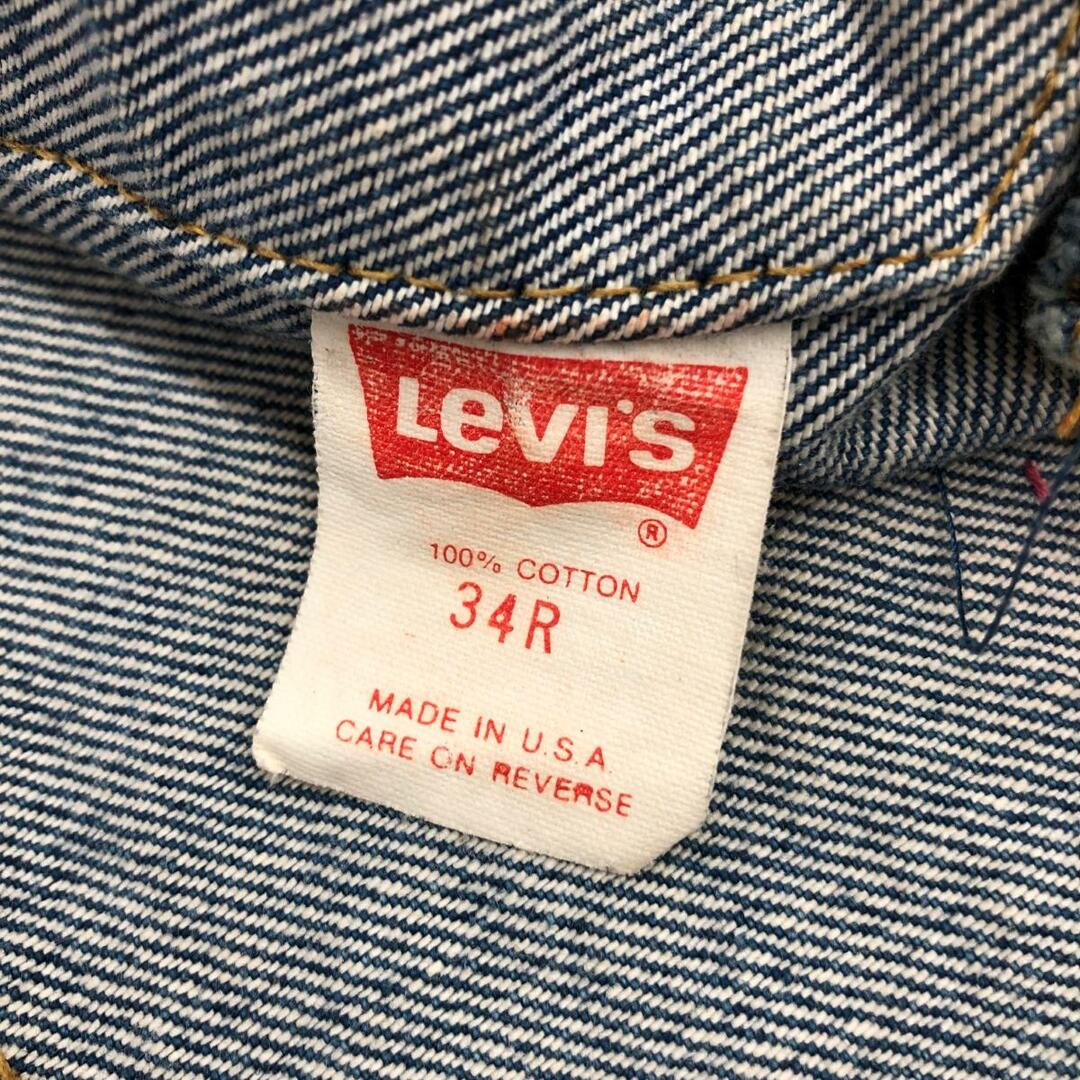 Levi's
®
100% COTTON
34R
MADE IN U.S.A.
CARE ON REVERSE